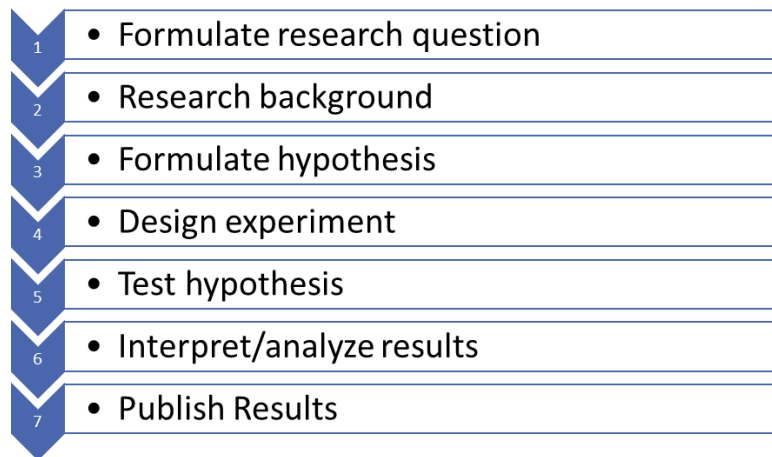 1 • Formulate research question
2 • Research background
3 • Formulate hypothesis
4 • Design experiment
5 • Test hypothesis
6 • Interpret/analyze results
7 • Publish Results